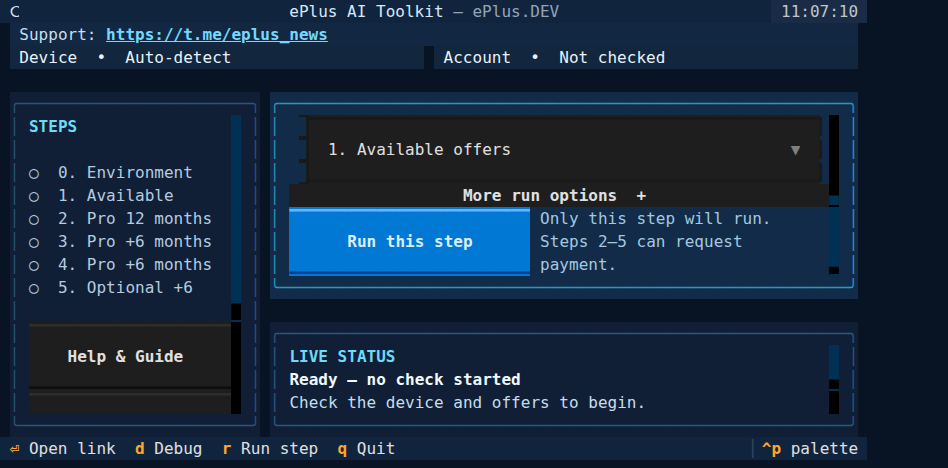 ePlus AI Toolkit — ePlus.DEV
11:07:10
Support: https://t.me/eplus_news
Device • Auto-detect
Account • Not checked
STEPS
○ 0. Environment
○ 1. Available
○ 2. Pro 12 months
○ 3. Pro +6 months
○ 4. Pro +6 months
○ 5. Optional +6
Help & Guide
1. Available offers ▼
More run options +
Run this step
Only this step will run.
Steps 2–5 can request
payment.
LIVE STATUS
Ready — no check started
Check the device and offers to begin.
⏎ Open link d Debug r Run step q Quit
^p palette